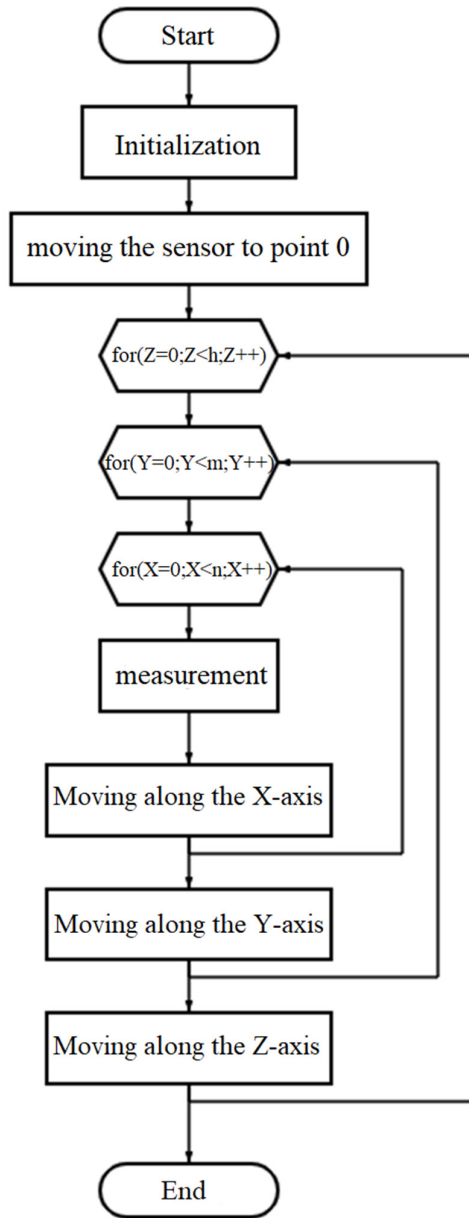 Start
Initialization
moving the sensor to point 0
for(Z=0;Z<h;Z++)
for(Y=0;Y<m;Y++)
for(X=0;X<n;X++)
measurement
Moving along the X-axis
Moving along the Y-axis
Moving along the Z-axis
End